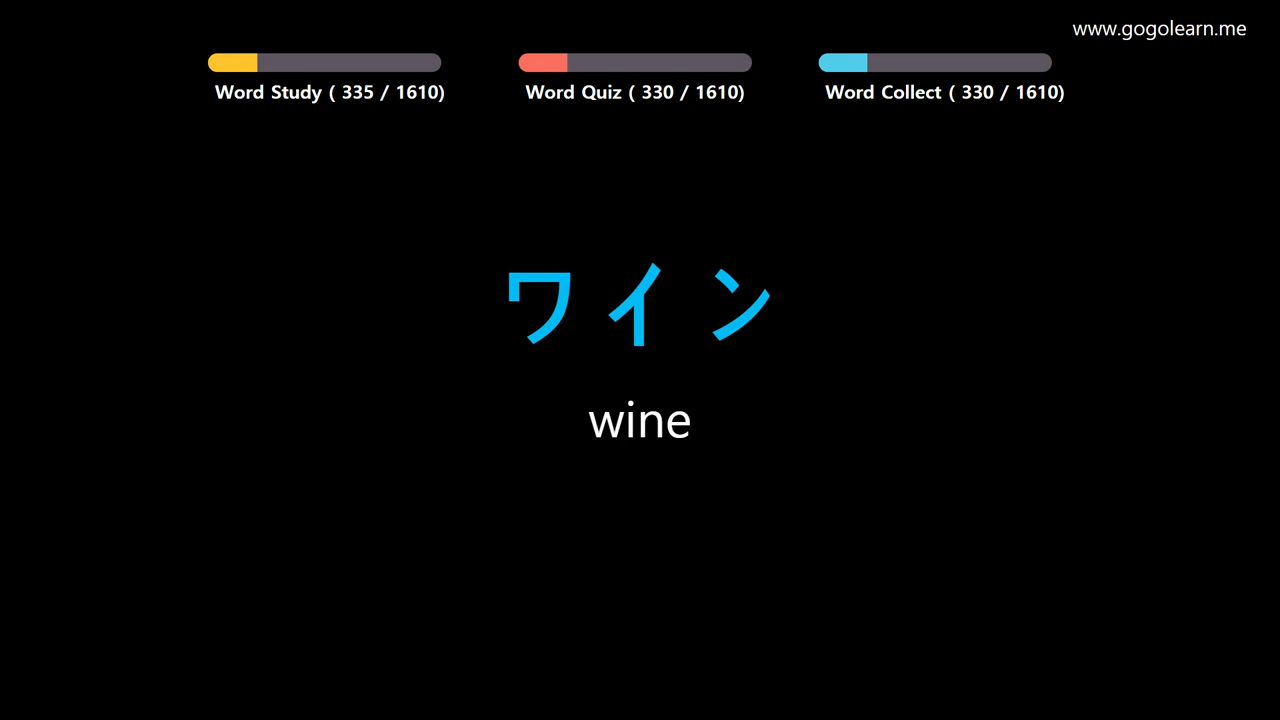 www.gogolearn.me
Word Study ( 335 / 1610)
Word Quiz ( 330 / 1610)
Word Collect ( 330 / 1610)
ワイン
wine